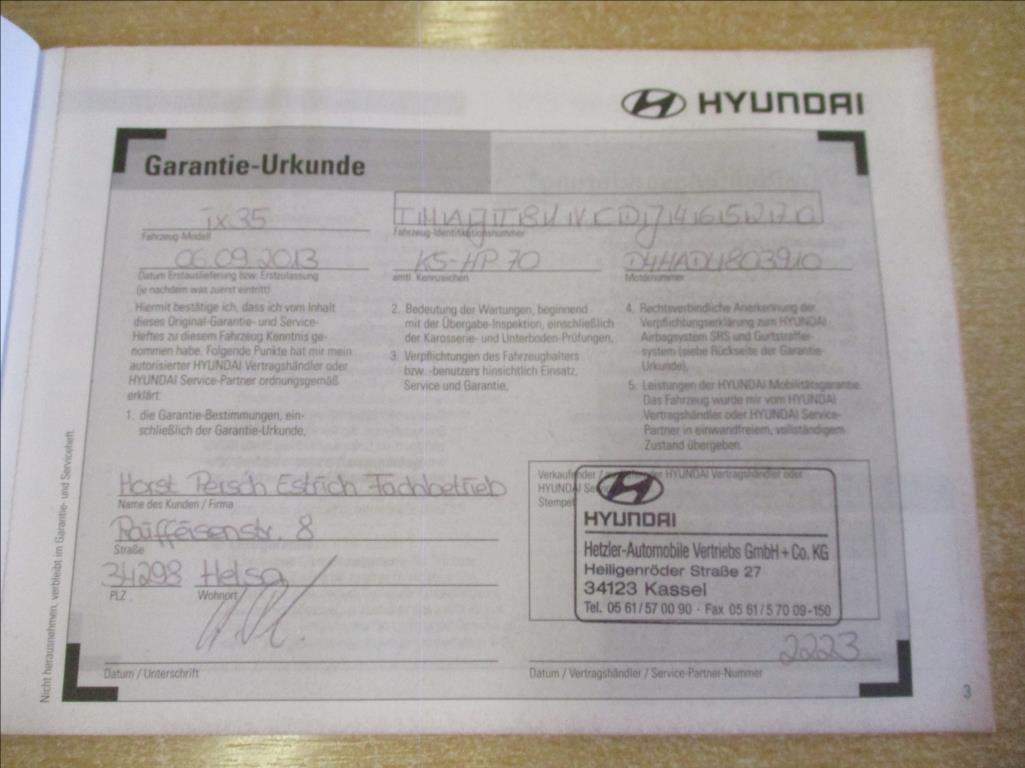 HYUNDAI
Garantie-Urkunde
ix35
TMAJT81VCDJ465270
Fahrzeug-Modell
Fahrzeug-Identifikationsnummer
06.09.2013
KS-HP 70
D4HADU803910
Datum Erstauslieferung bzw. Erstzulassung
(je nachdem was zuerst eintritt)
amtl. Kennzeichen
Motornummer
Hiermit bestätige ich, dass ich vom Inhalt
dieses Original-Garantie- und Service-
Heftes zu diesem Fahrzeug Kenntnis ge-
nommen habe. Folgende Punkte hat mir mein
autorisierter HYUNDAI Vertragshändler oder
HYUNDAI Service-Partner ordnungsgemäß
erklärt:
1. die Garantie-Bestimmungen, ein-
schließlich der Garantie-Urkunde,
2. Bedeutung der Wartungen, beginnend
mit der Übergabe-Inspektion, einschließlich
der Karosserie- und Unterboden-Prüfungen,
3. Verpflichtungen des Fahrzeughalters
bzw. -benutzers hinsichtlich Einsatz,
Service und Garantie,
4. Rechtsverbindliche Anerkennung der
Verpflichtungserklärung zum HYUNDAI
Airbagsystem SRS und Gurtstraffer-
system (siehe Rückseite der Garantie-
Urkunde),
5. Leistungen der HYUNDAI Mobilitätsgarantie.
Das Fahrzeug wurde mir vom HYUNDAI
Vertragshändler oder HYUNDAI Service-
Partner in einwandfreiem, vollständigem
Zustand übergeben.
Horst Persch Estrich Fachbetrieb
Name des Kunden / Firma
Raiffeisenstr. 8
Straße
34298 Helsa
PLZ
Wohnort
Datum / Unterschrift
Verkaufender / HYUNDAI Vertragshändler oder
HYUNDAI
Stempel
HYUNDAI
Hetzler-Automobile Vertriebs GmbH + Co. KG
Heiligenröder Straße 27
34123 Kassel
Tel. 05 61/57 00 90 · Fax 05 61/5 70 09-150
2223
Datum / Vertragshändler / Service-Partner-Nummer
Nicht herausnehmen, verbleibt im Garantie- und Serviceheft.
3